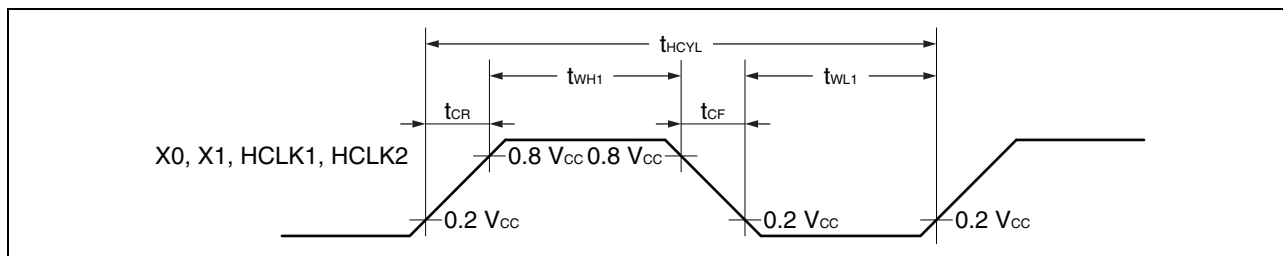 tHCYL
tWH1
tWL1
tCR
tCF
X0, X1, HCLK1, HCLK2
0.8 VCC 0.8 VCC
0.2 VCC
0.2 VCC
0.2 VCC